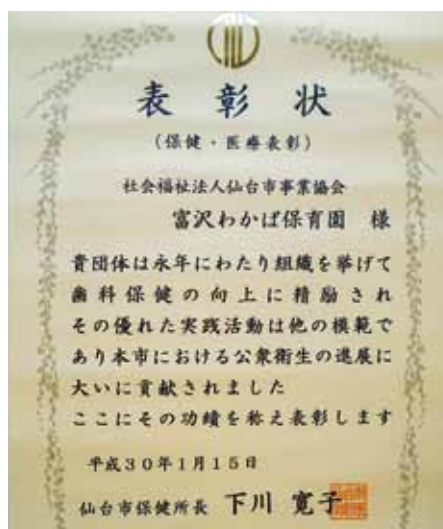 表彰状
(保健・医療表彰)
社会福祉法人仙台市事業協会
富沢わかば保育園 様
貴団体は永年にわたり組織を挙げて
歯科保健の向上に精励され
その優れた実践活動は他の模範で
あり本市における公衆衛生の進展に
大いに貢献されました
ここにその功績を称え表彰します
平成30年1月15日
仙台市保健所長 下川 寛子